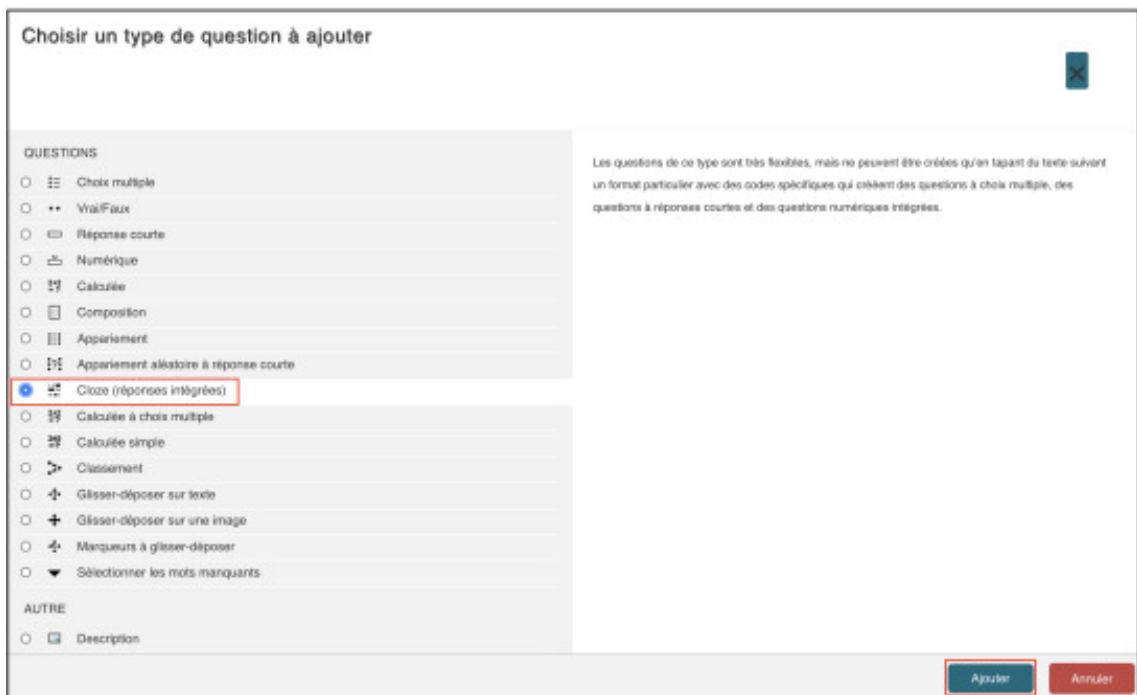 Choisir un type de question à ajouter
QUESTIONS
Choix multiple
Vrai/Faux
Réponse courte
Numérique
Calculée
Composition
Appariement
Appariement aléatoire à réponse courte
Cloze (réponses intégrées)
Calculée à choix multiple
Calculée simple
Classement
Glisser-déposer sur texte
Glisser-déposer sur une image
Marqueurs à glisser-déposer
Sélectionner les mots manquants
AUTRE
Description
Les questions de ce type sont très flexibles, mais ne peuvent être créées qu'en tapant du texte suivant
un format particulier avec des codes spécifiques qui créèent des questions à choix multiple, des
questions à réponses courtes et des questions numériques intégrées.
Ajouter
Annuler